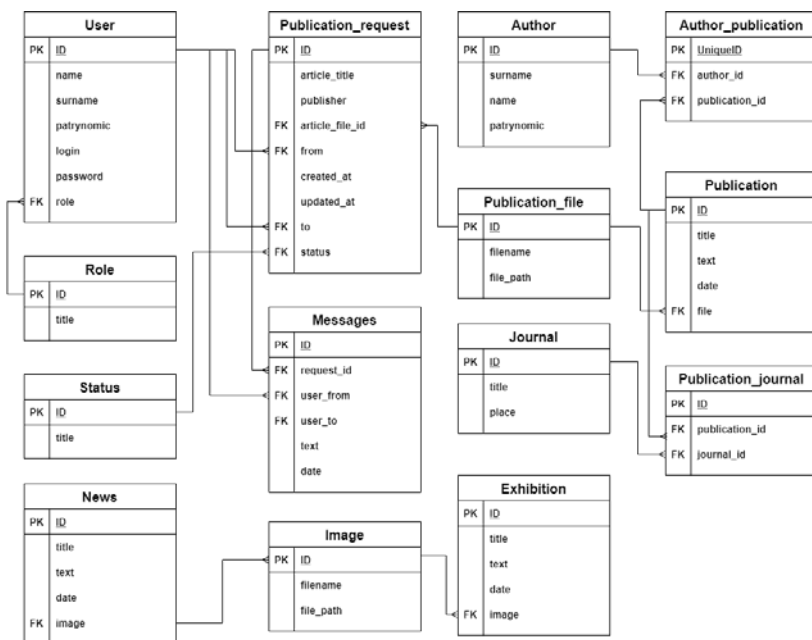 User
PK ID
name
surname
patrynomic
login
password
FK role
Role
PK ID
title
Status
PK ID
title
News
PK ID
title
text
date
FK image
Publication_request
PK ID
article_title
publisher
FK article_file_id
FK from
created_at
updated_at
FK to
FK status
Messages
PK ID
FK request_id
FK user_from
FK user_to
text
date
Image
PK ID
filename
file_path
Author
PK ID
surname
name
patrynomic
Publication_file
PK ID
filename
file_path
Journal
PK ID
title
place
Exhibition
PK ID
title
text
date
FK image
Author_publication
PK UniqueID
FK author_id
FK publication_id
Publication
PK ID
title
text
date
FK file
Publication_journal
PK ID
FK publication_id
FK journal_id